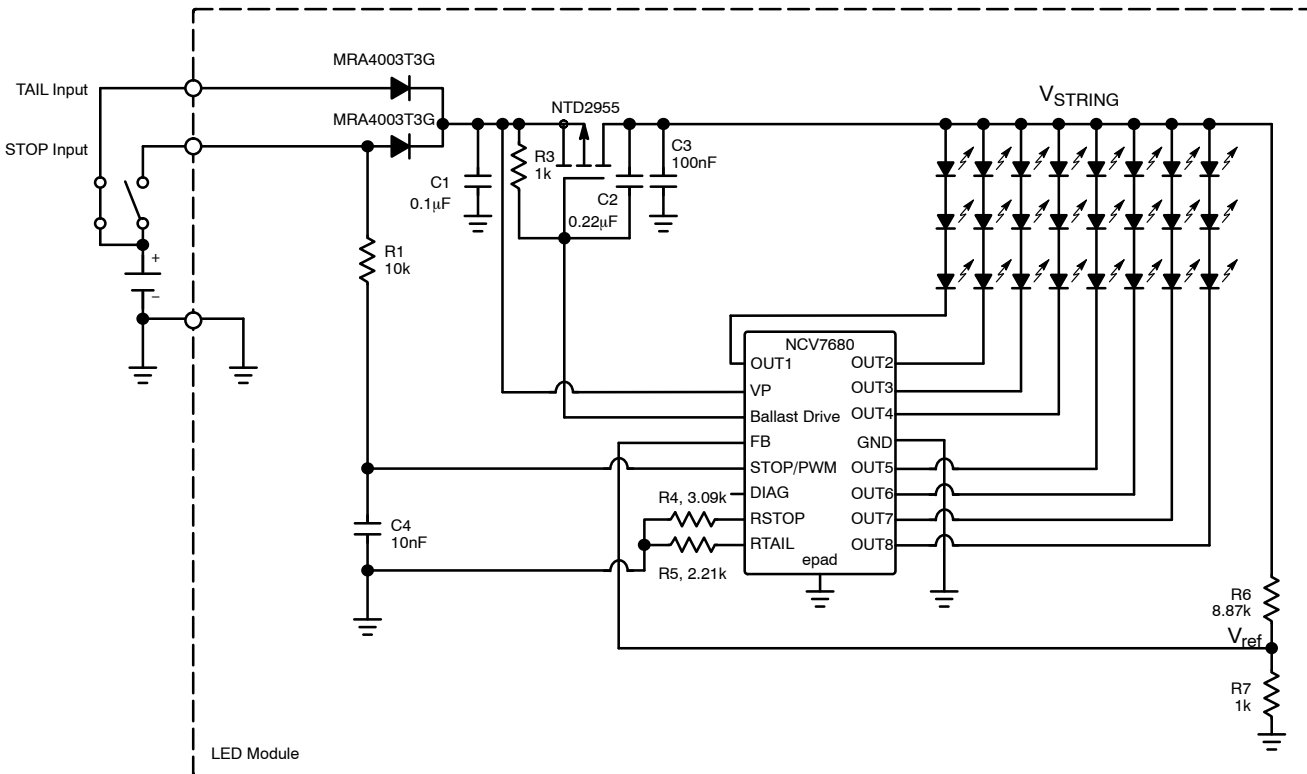 MRA4003T3G
TAIL Input
MRA4003T3G
STOP Input
NTD2955
VSTRING
R3
1k
C3
100nF
C1
0.1μF
C2
0.22μF
R1
10k
+
−
NCV7680
OUT1
OUT2
VP
OUT3
Ballast Drive
OUT4
FB
GND
STOP/PWM
OUT5
DIAG
OUT6
R4, 3.09k
RSTOP
OUT7
RTAIL
OUT8
R5, 2.21k
epad
C4
10nF
R6
8.87k
Vref
R7
1k
LED Module